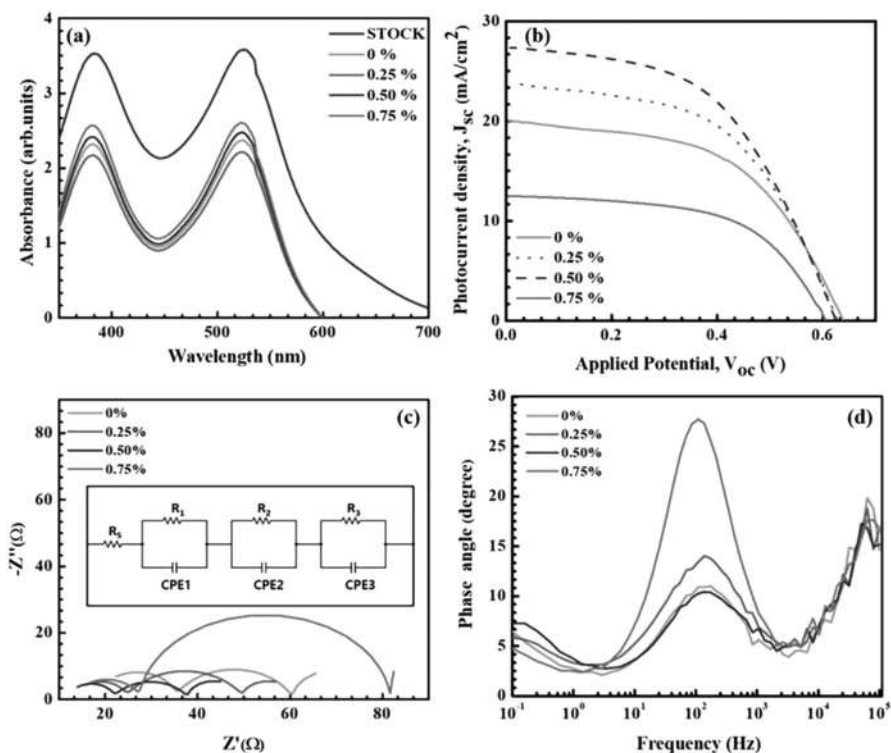 (a)
STOCK
0 %
0.25 %
0.50 %
0.75 %
Absorbance (arb.units)
4
3
2
1
0
400
500
600
700
Wavelength (nm)
(b)
Photocurrent density, Jsc (mA/cm²)
30
20
10
0
0 %
0.25 %
0.50 %
0.75 %
0.0
0.2
0.4
0.6
Applied Potential, Voc (V)
(c)
0%
0.25%
0.50%
0.75%
-Z''(Ω)
80
60
40
20
0
Rs
R1
R2
R3
CPE1
CPE2
CPE3
20
40
60
80
Z'(Ω)
(d)
0%
0.25%
0.50%
0.75%
Phase angle (degree)
30
25
20
15
10
5
0
10⁻¹
10⁰
10¹
10²
10³
10⁴
10⁵
Frequency (Hz)